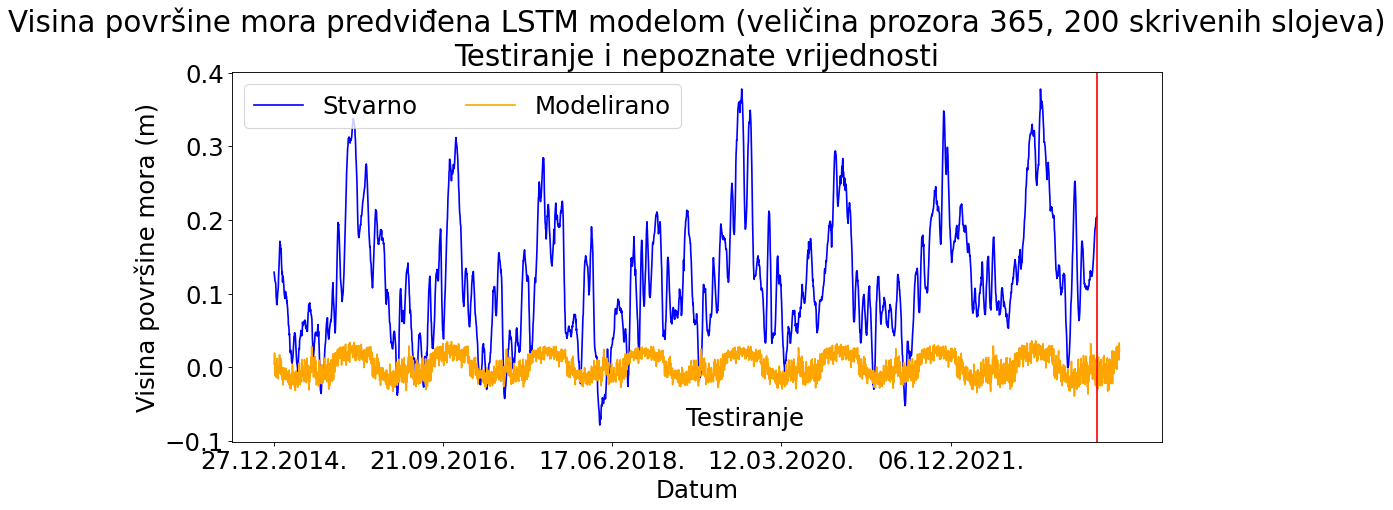 Visina površine mora predviđena LSTM modelom (veličina prozora 365, 200 skrivenih slojeva)
Testiranje i nepoznate vrijednosti
Stvarno
Modelirano
Visina površine mora (m)
0.4
0.3
0.2
0.1
0.0
−0.1
Testiranje
27.12.2014.
21.09.2016.
17.06.2018.
12.03.2020.
06.12.2021.
Datum